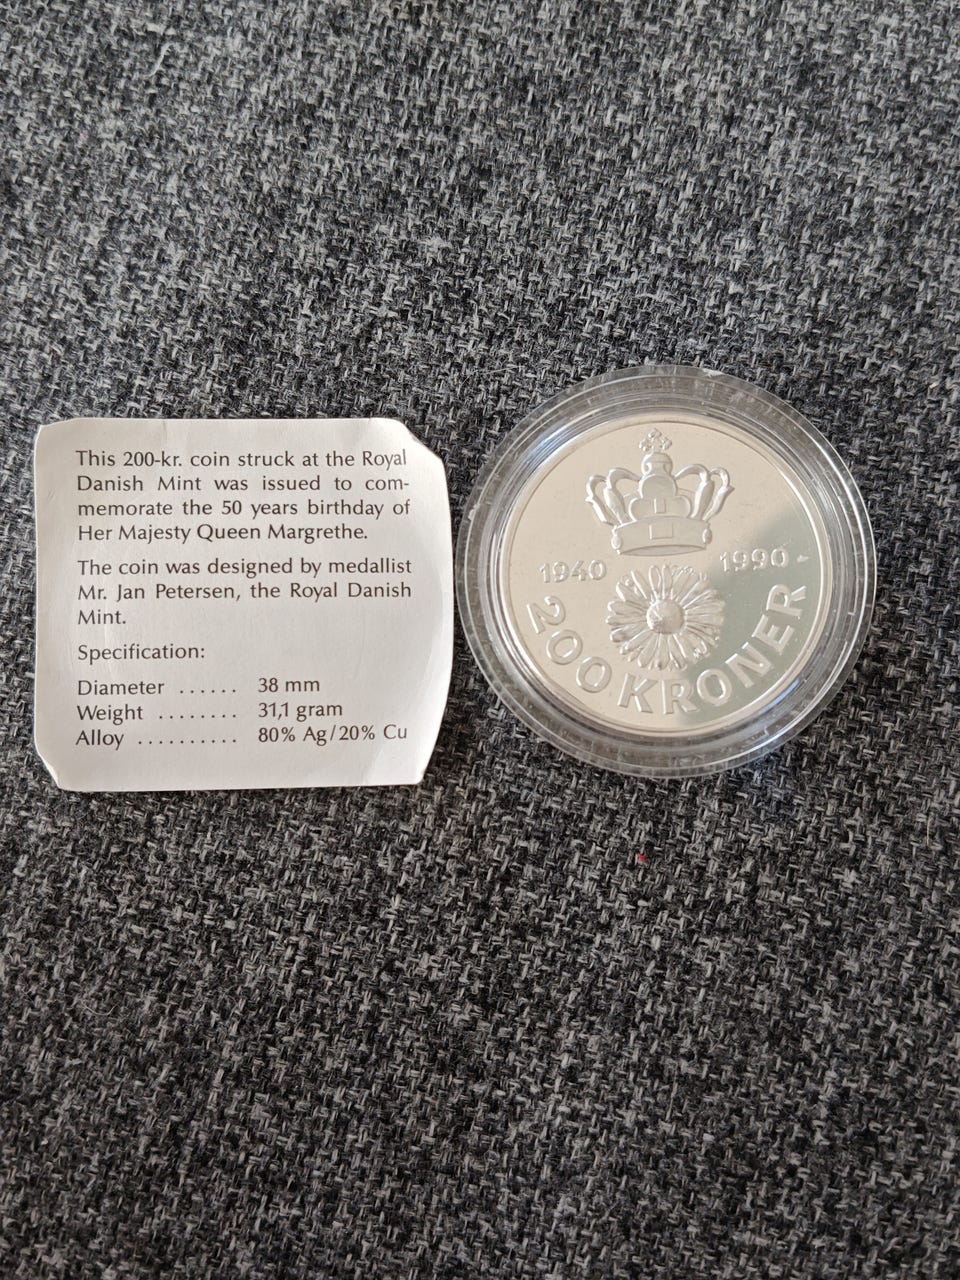 This 200-kr. coin struck at the Royal
Danish Mint was issued to com-
memorate the 50 years birthday of
Her Majesty Queen Margrethe.
The coin was designed by medallist
Mr. Jan Petersen, the Royal Danish
Mint.
Specification:
Diameter ...... 38 mm
Weight ........ 31,1 gram
Alloy .......... 80% Ag/20% Cu
1940 1990
200 KRONER